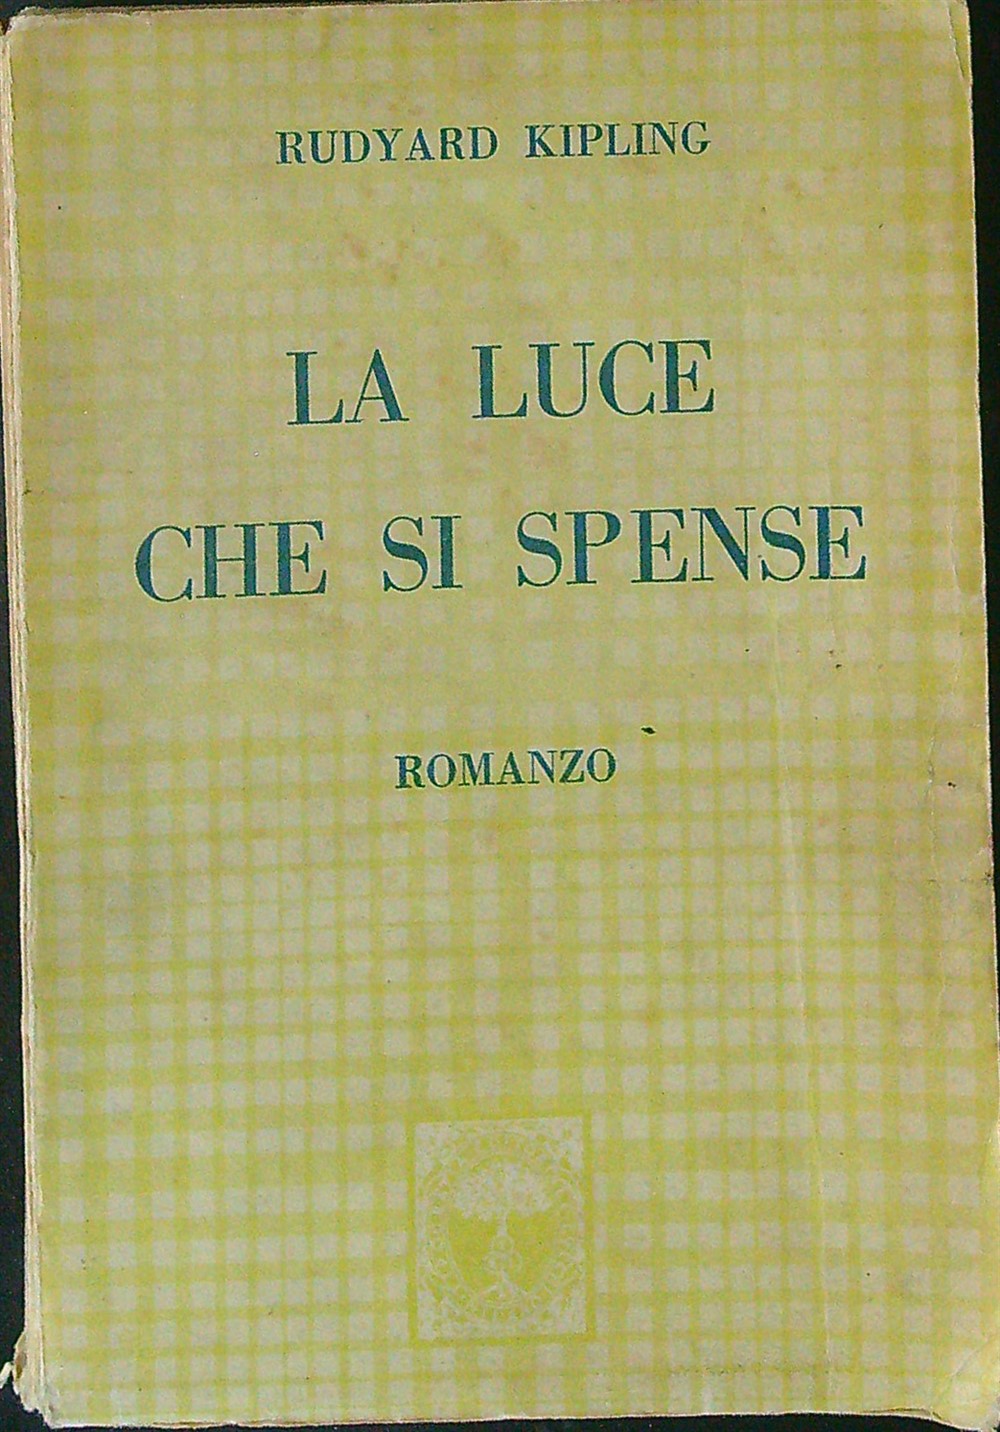 RUDYARD KIPLING
LA LUCE
CHE SI SPENSE
ROMANZO